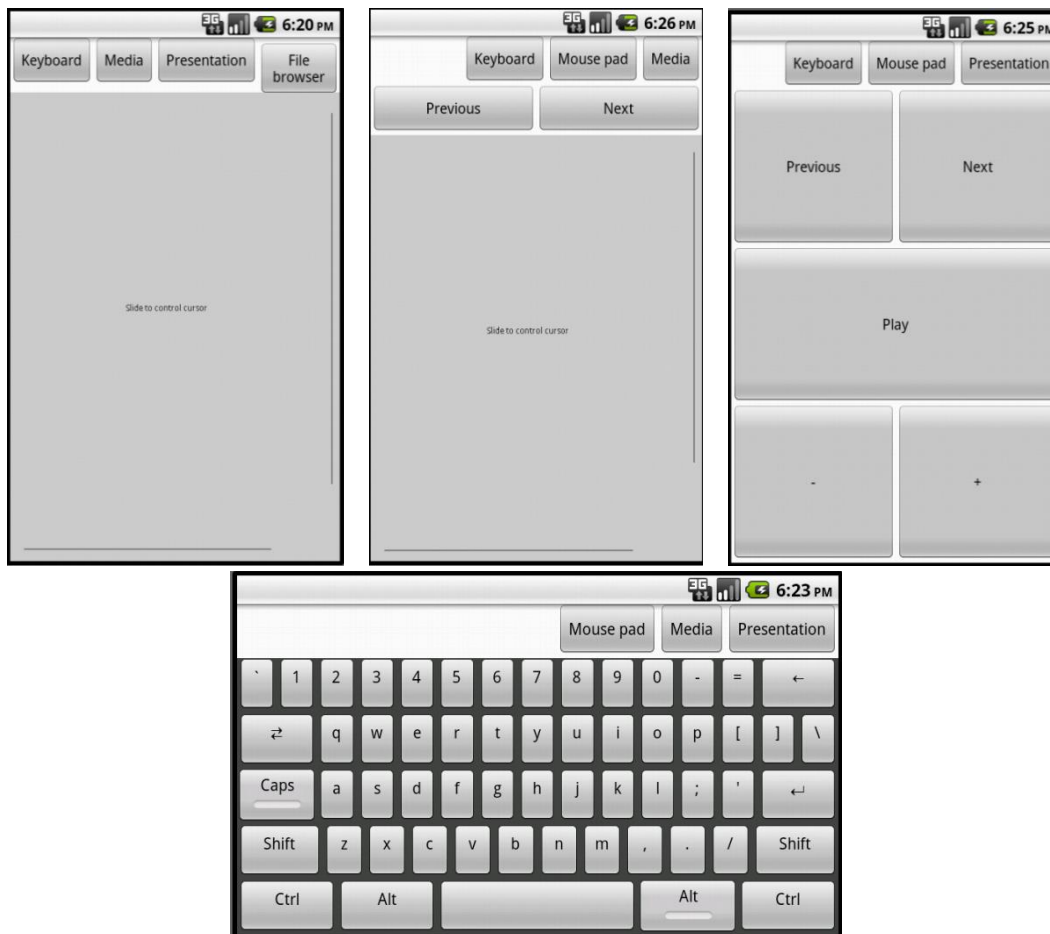 6:20 PM
Keyboard Media Presentation File browser
Slide to control cursor
6:26 PM
Keyboard Mouse pad Media
Previous Next
Slide to control cursor
6:25 PM
Keyboard Mouse pad Presentation
Previous Next
Play
- +
3G 6:23 PM
Mouse pad Media Presentation
` 1 2 3 4 5 6 7 8 9 0 - = ←
⇄ q w e r t y u i o p [ ] \
Caps a s d f g h j k l ; ' ↵
Shift z x c v b n m , . / Shift
Ctrl Alt Alt Ctrl